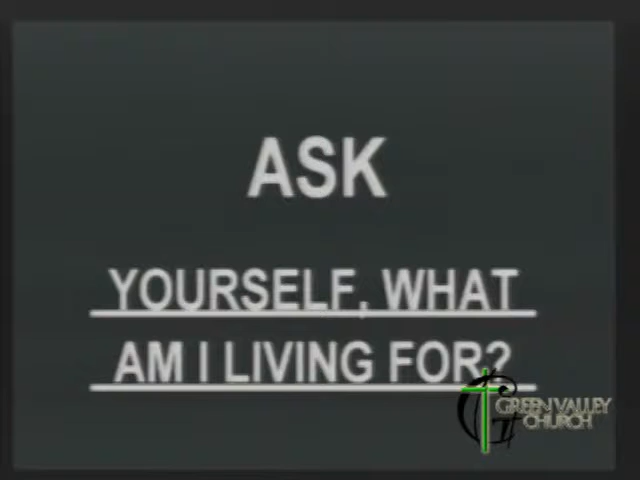 ASK
YOURSELF, WHAT
AM I LIVING FOR?
GREEN VALLEY
CHURCH